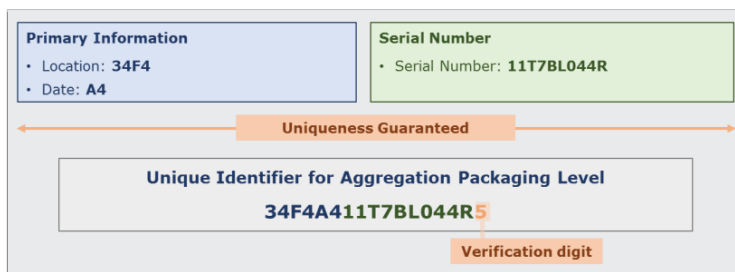 Primary Information
• Location: 34F4
• Date: A4
Serial Number
• Serial Number: 11T7BL044R
Uniqueness Guaranteed
Unique Identifier for Aggregation Packaging Level
34F4A411T7BL044R5
Verification digit